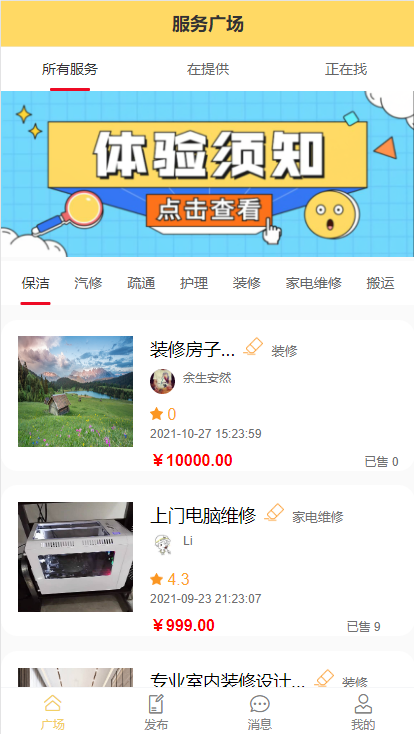 服务广场
所有服务 在提供 正在找
体验须知
点击查看
保洁 汽修 疏通 护理 装修 家电维修 搬运
装修房子... 装修
余生安然
0
2021-10-27 15:23:59
￥10000.00 已售 0
上门电脑维修 家电维修
Li
4.3
2021-09-23 21:23:07
￥999.00 已售 9
专业室内装修设计... 装修
广场 发布 消息 我的